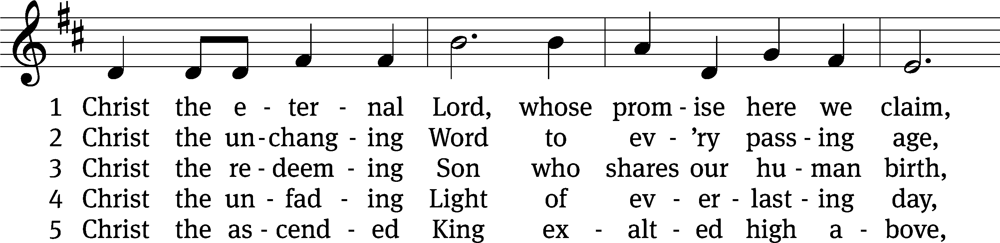 1 Christ the e - ter - nal Lord, whose prom - ise here we claim,
2 Christ the un - chang - ing Word to ev - ’ry pass - ing age,
3 Christ the re - deem - ing Son who shares our hu - man birth,
4 Christ the un - fad - ing Light of ev - er - last - ing day,
5 Christ the as - cend - ed King ex - alt - ed high a - bove,